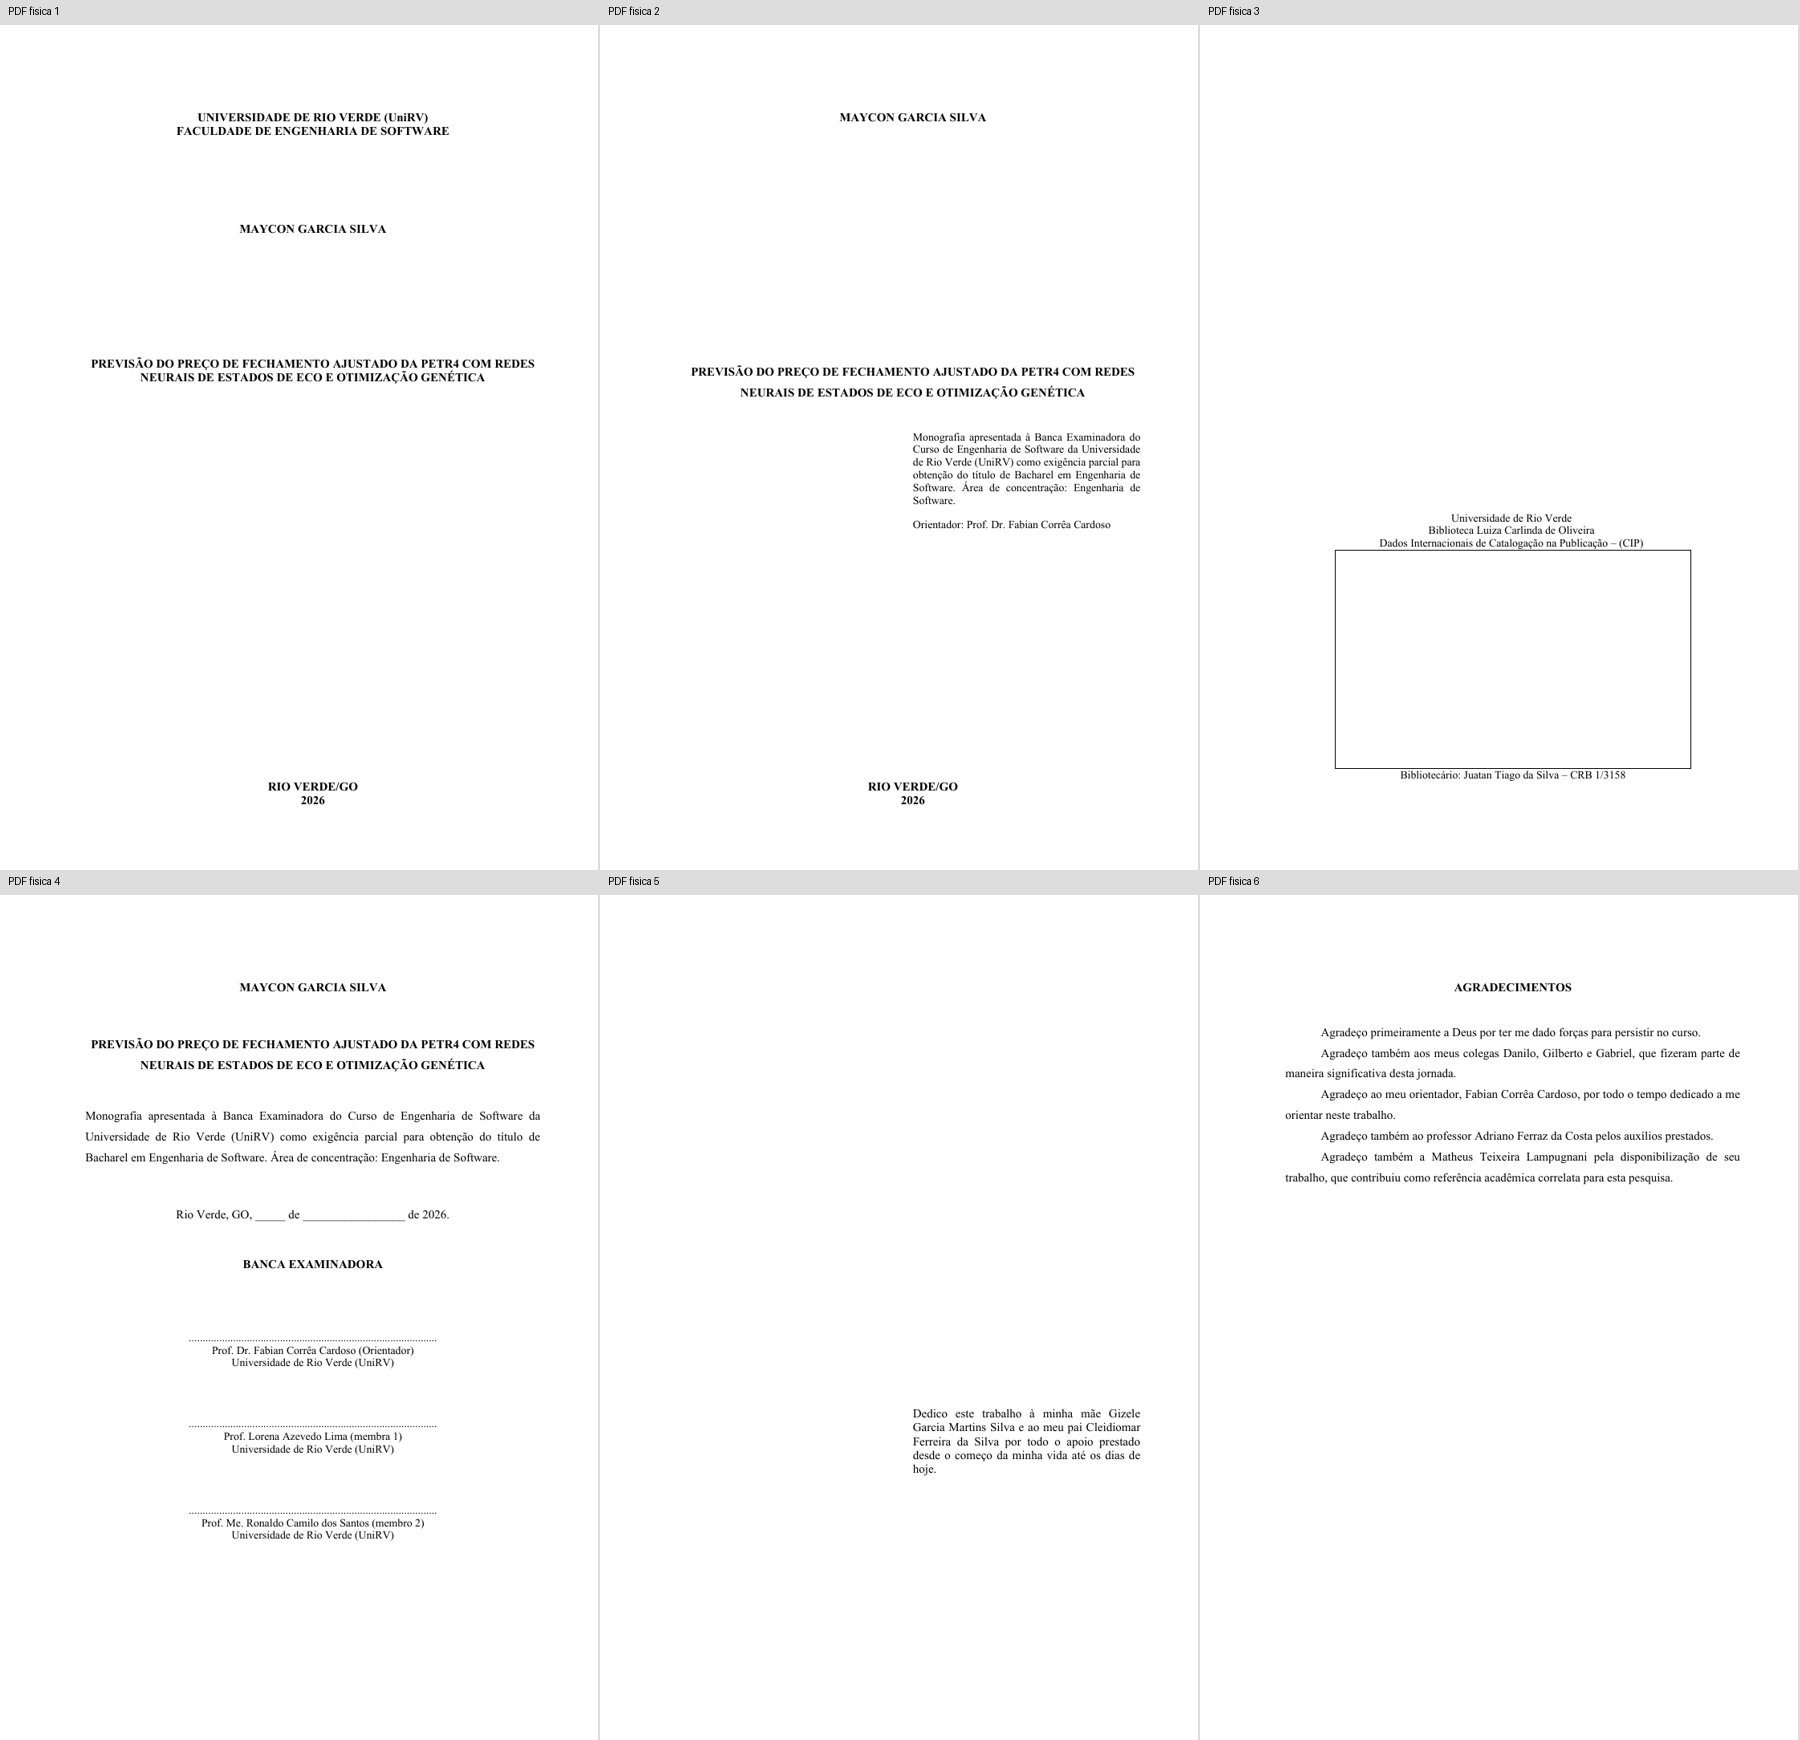 PDF fisica 1
UNIVERSIDADE DE RIO VERDE (UniRV)
FACULDADE DE ENGENHARIA DE SOFTWARE
MAYCON GARCIA SILVA
PREVISÃO DO PREÇO DE FECHAMENTO AJUSTADO DA PETR4 COM REDES
NEURAIS DE ESTADOS DE ECO E OTIMIZAÇÃO GENÉTICA
RIO VERDE/GO
2026
PDF fisica 2
MAYCON GARCIA SILVA
PREVISÃO DO PREÇO DE FECHAMENTO AJUSTADO DA PETR4 COM REDES
NEURAIS DE ESTADOS DE ECO E OTIMIZAÇÃO GENÉTICA
Monografia apresentada à Banca Examinadora do
Curso de Engenharia de Software da Universidade
de Rio Verde (UniRV) como exigência parcial para
obtenção do título de Bacharel em Engenharia de
Software. Área de concentração: Engenharia de
Software.
Orientador: Prof. Dr. Fabian Corrêa Cardoso
RIO VERDE/GO
2026
PDF fisica 3
Universidade de Rio Verde
Biblioteca Luiza Carlinda de Oliveira
Dados Internacionais de Catalogação na Publicação – (CIP)
Bibliotecário: Juatan Tiago da Silva – CRB 1/3158
PDF fisica 4
MAYCON GARCIA SILVA
PREVISÃO DO PREÇO DE FECHAMENTO AJUSTADO DA PETR4 COM REDES
NEURAIS DE ESTADOS DE ECO E OTIMIZAÇÃO GENÉTICA
Monografia apresentada à Banca Examinadora do Curso de Engenharia de Software da
Universidade de Rio Verde (UniRV) como exigência parcial para obtenção do título de
Bacharel em Engenharia de Software. Área de concentração: Engenharia de Software.
Rio Verde, GO, _____ de _________________ de 2026.
BANCA EXAMINADORA
..........................................................................................
Prof. Dr. Fabian Corrêa Cardoso (Orientador)
Universidade de Rio Verde (UniRV)
..........................................................................................
Prof. Lorena Azevedo Lima (membra 1)
Universidade de Rio Verde (UniRV)
..........................................................................................
Prof. Me. Ronaldo Camilo dos Santos (membro 2)
Universidade de Rio Verde (UniRV)
PDF fisica 5
Dedico este trabalho à minha mãe Gizele
Garcia Martins Silva e ao meu pai Cleidiomar
Ferreira da Silva por todo o apoio prestado
desde o começo da minha vida até os dias de
hoje.
PDF fisica 6
AGRADECIMENTOS
Agradeço primeiramente a Deus por ter me dado forças para persistir no curso.
Agradeço também aos meus colegas Danilo, Gilberto e Gabriel, que fizeram parte de
maneira significativa desta jornada.
Agradeço ao meu orientador, Fabian Corrêa Cardoso, por todo o tempo dedicado a me
orientar neste trabalho.
Agradeço também ao professor Adriano Ferraz da Costa pelos auxílios prestados.
Agradeço também a Matheus Teixeira Lampugnani pela disponibilização de seu
trabalho, que contribuiu como referência acadêmica correlata para esta pesquisa.